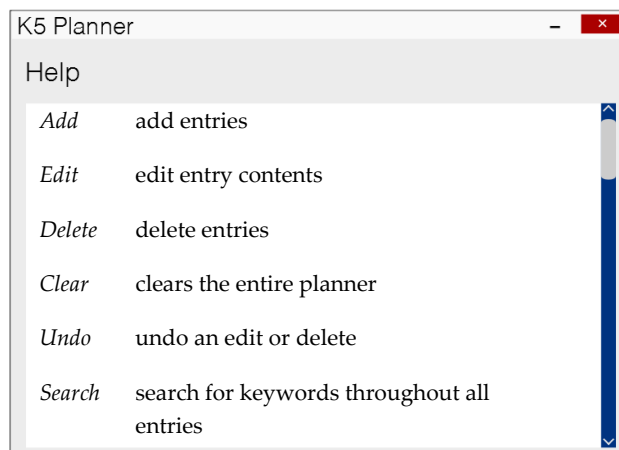 K5 Planner
Help
Add add entries
Edit edit entry contents
Delete delete entries
Clear clears the entire planner
Undo undo an edit or delete
Search search for keywords throughout all
entries